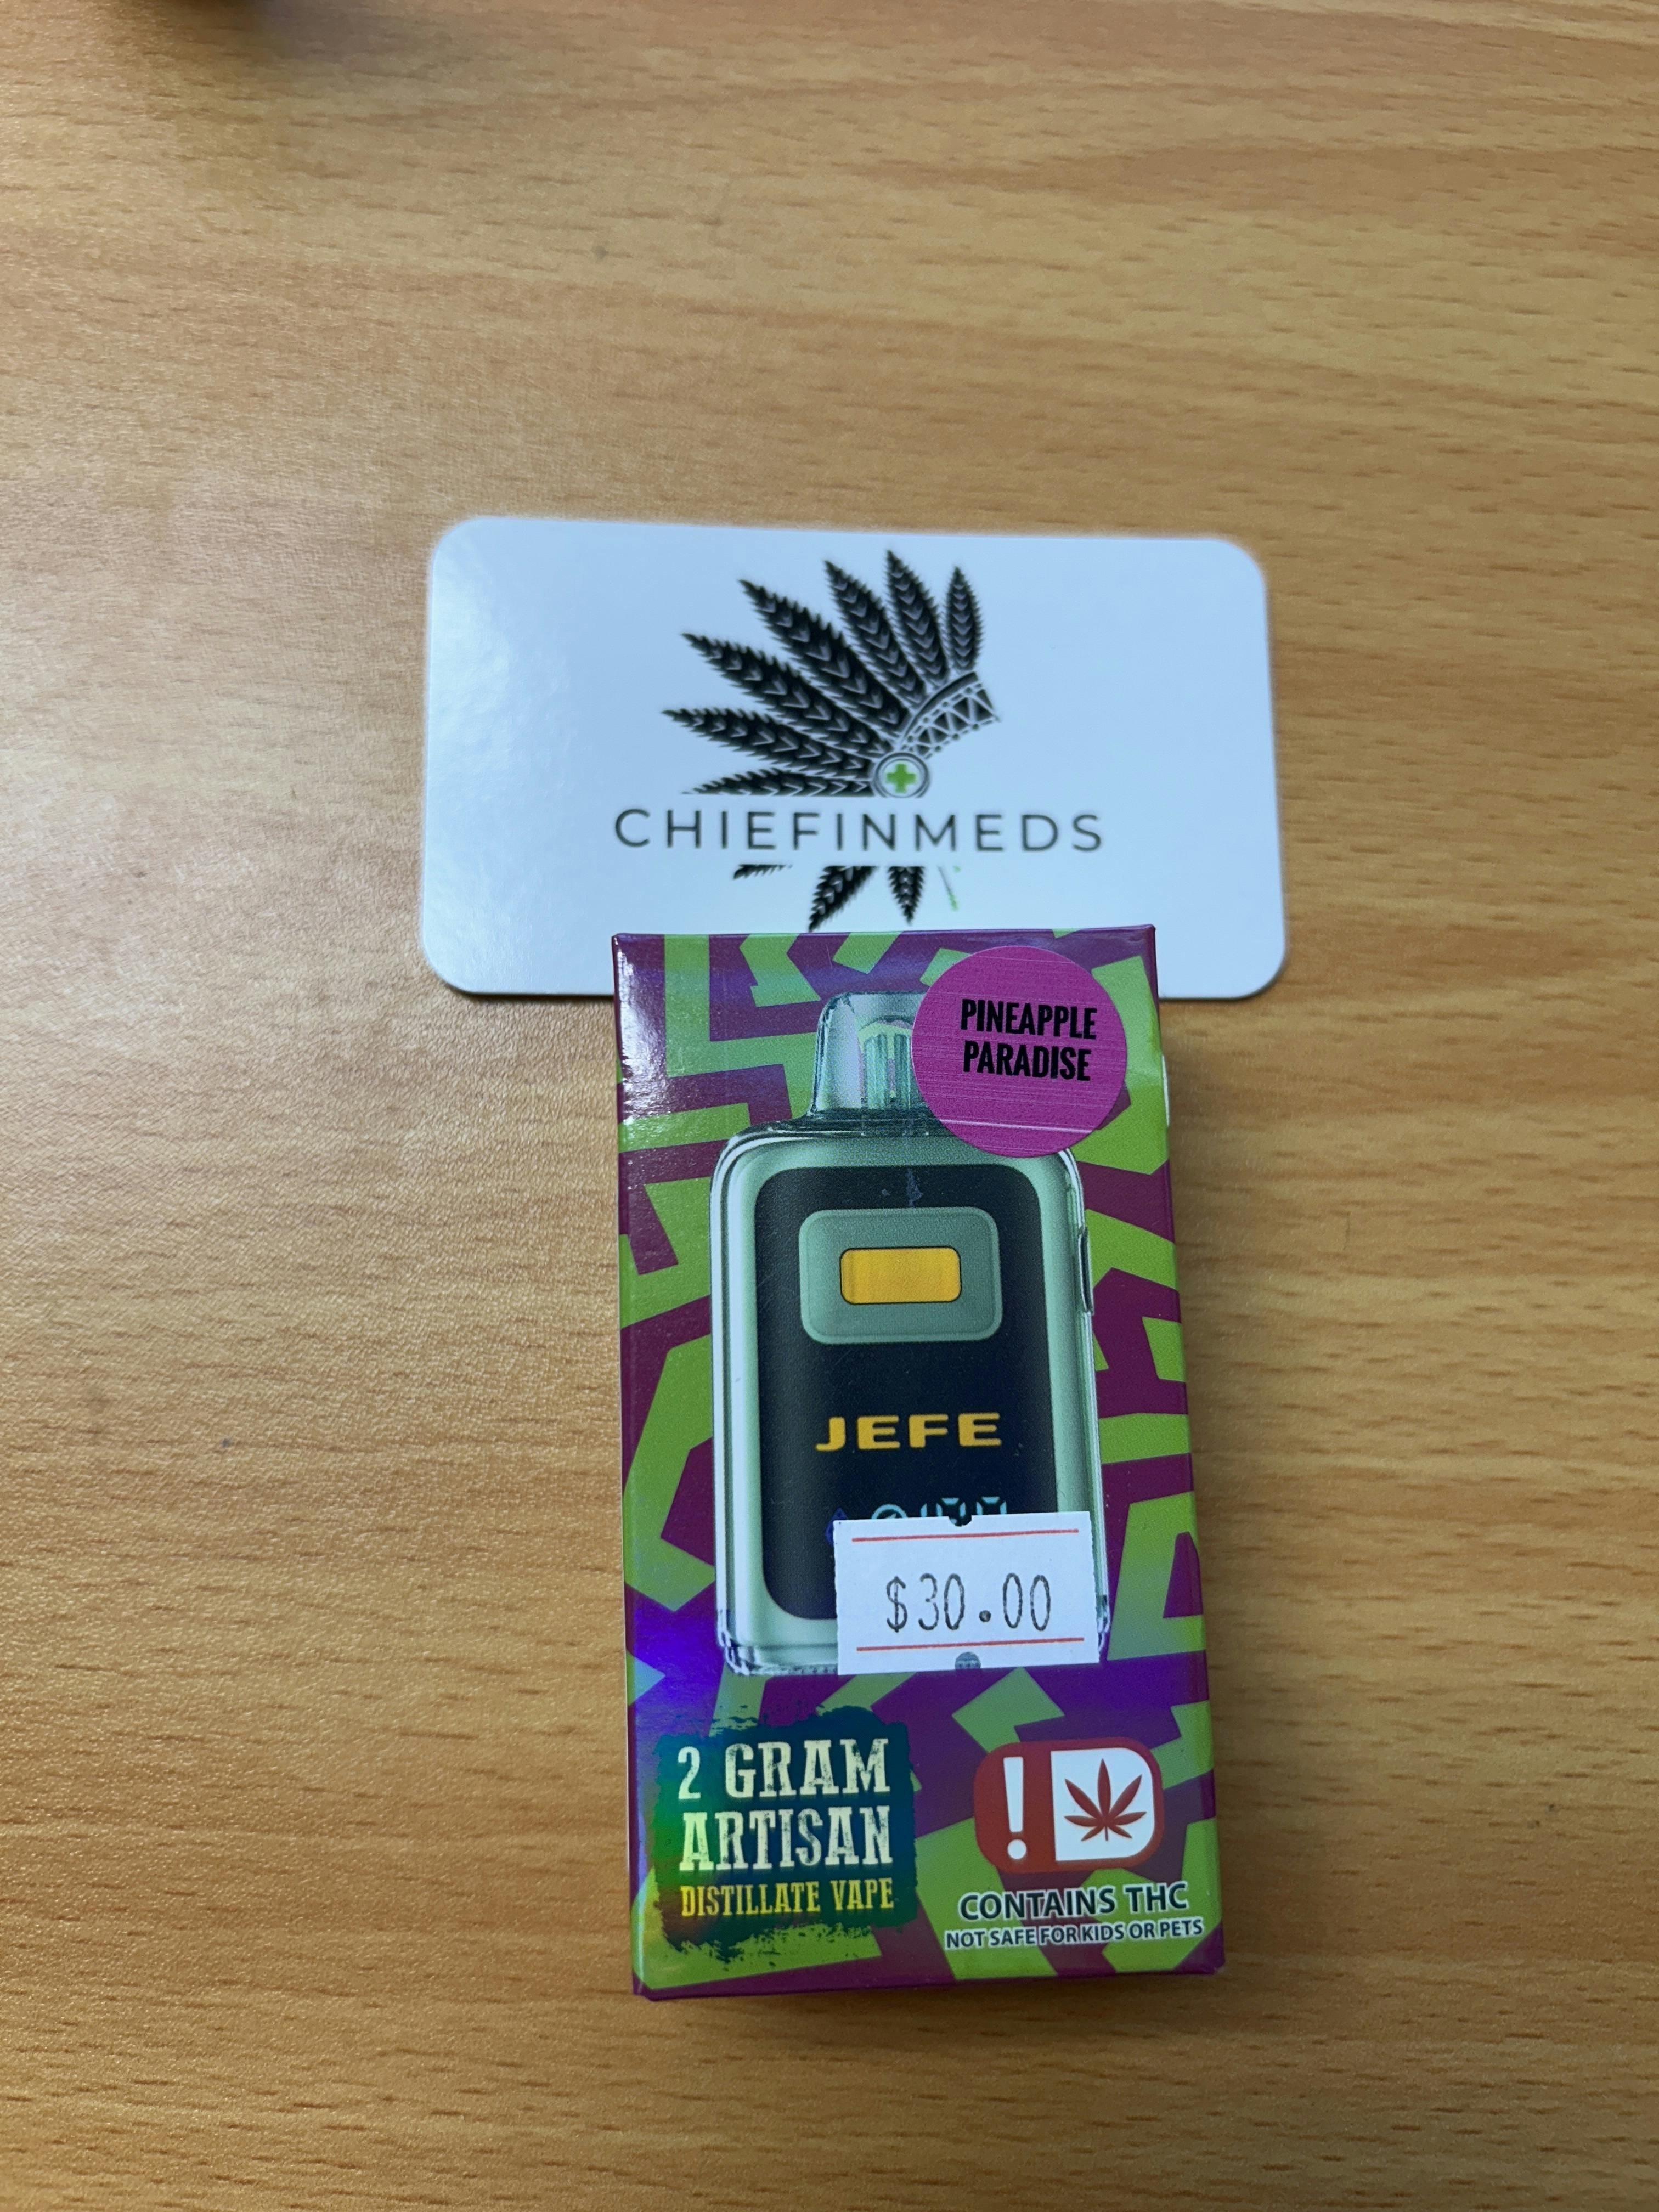 CHIEFINMEDS
PINEAPPLE
PARADISE
JEFE
$30.00
2 GRAM
ARTISAN
DISTILLATE VAPE
!
CONTAINS THC
NOT SAFE FOR KIDS OR PETS